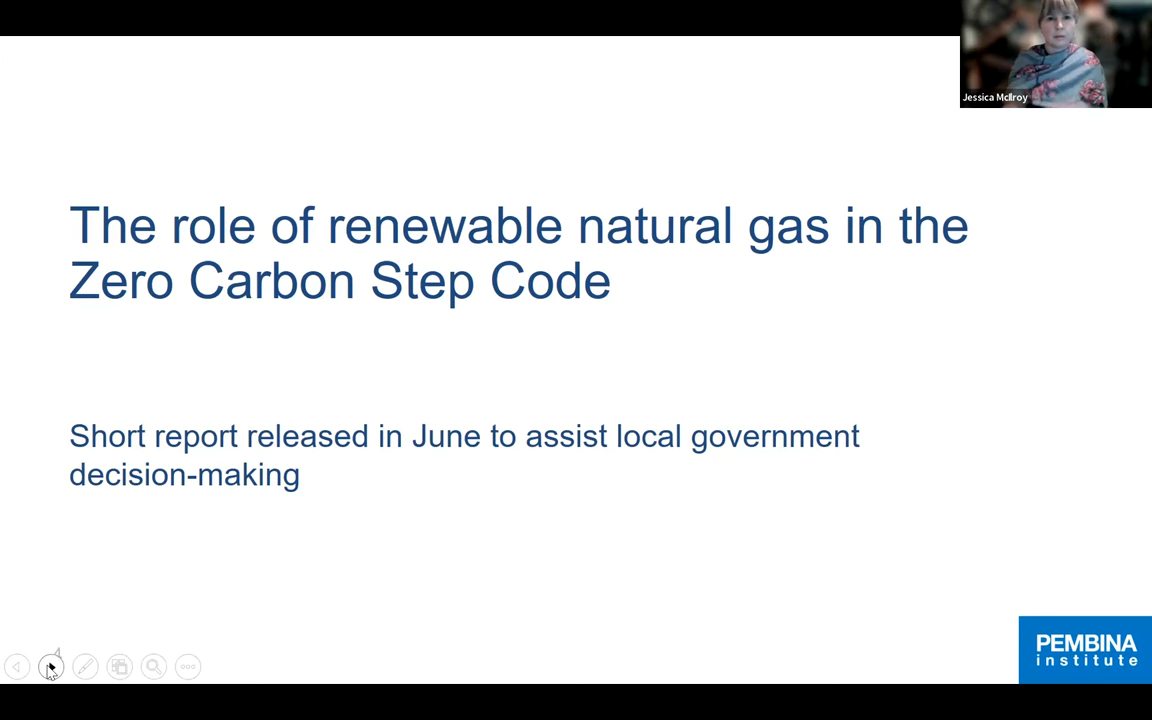 Jessica McIlroy
The role of renewable natural gas in the
Zero Carbon Step Code
Short report released in June to assist local government
decision-making
4
PEMBINA
institute